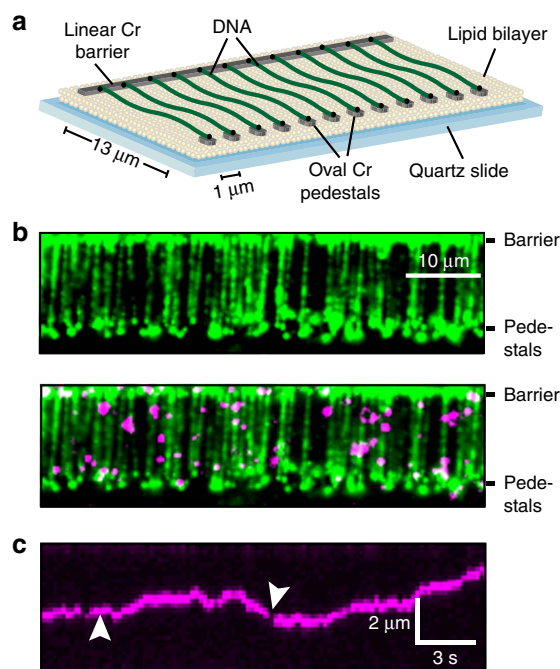 a
Linear Cr
barrier
DNA
Lipid bilayer
13 μm
1 μm
Oval Cr
pedestals
Quartz slide
b
Barrier
10 μm
Pede-
stals
Barrier
Pede-
stals
c
2 μm
3 s